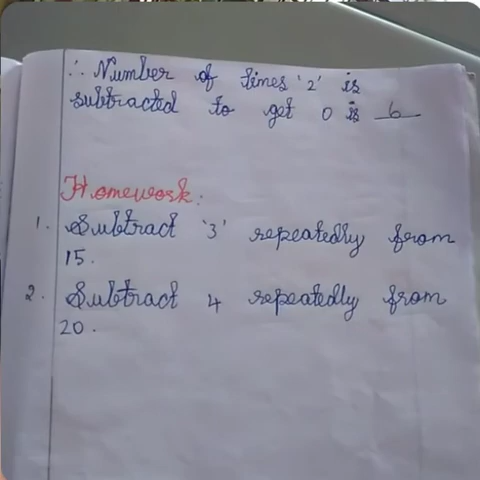 ∴ Number of times '2' is
subtracted to get 0 is 6
Homework:
1. Subtract '3' repeatedly from
15.
2. Subtract 4 repeatedly from
20.